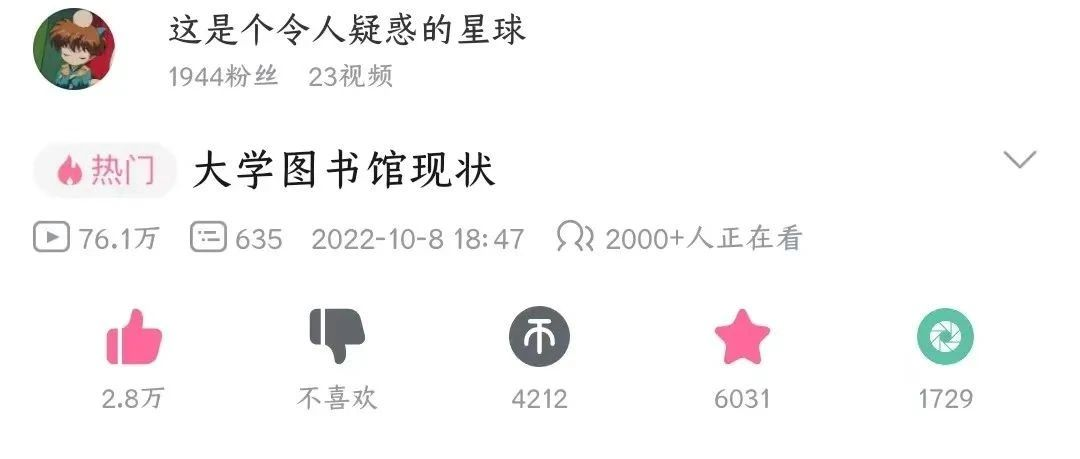 这是个令人疑惑的星球
1944粉丝 23视频
热门 大学图书馆现状
76.1万 635 2022-10-8 18:47 2000+人正在看
2.8万 不喜欢 4212 6031 1729